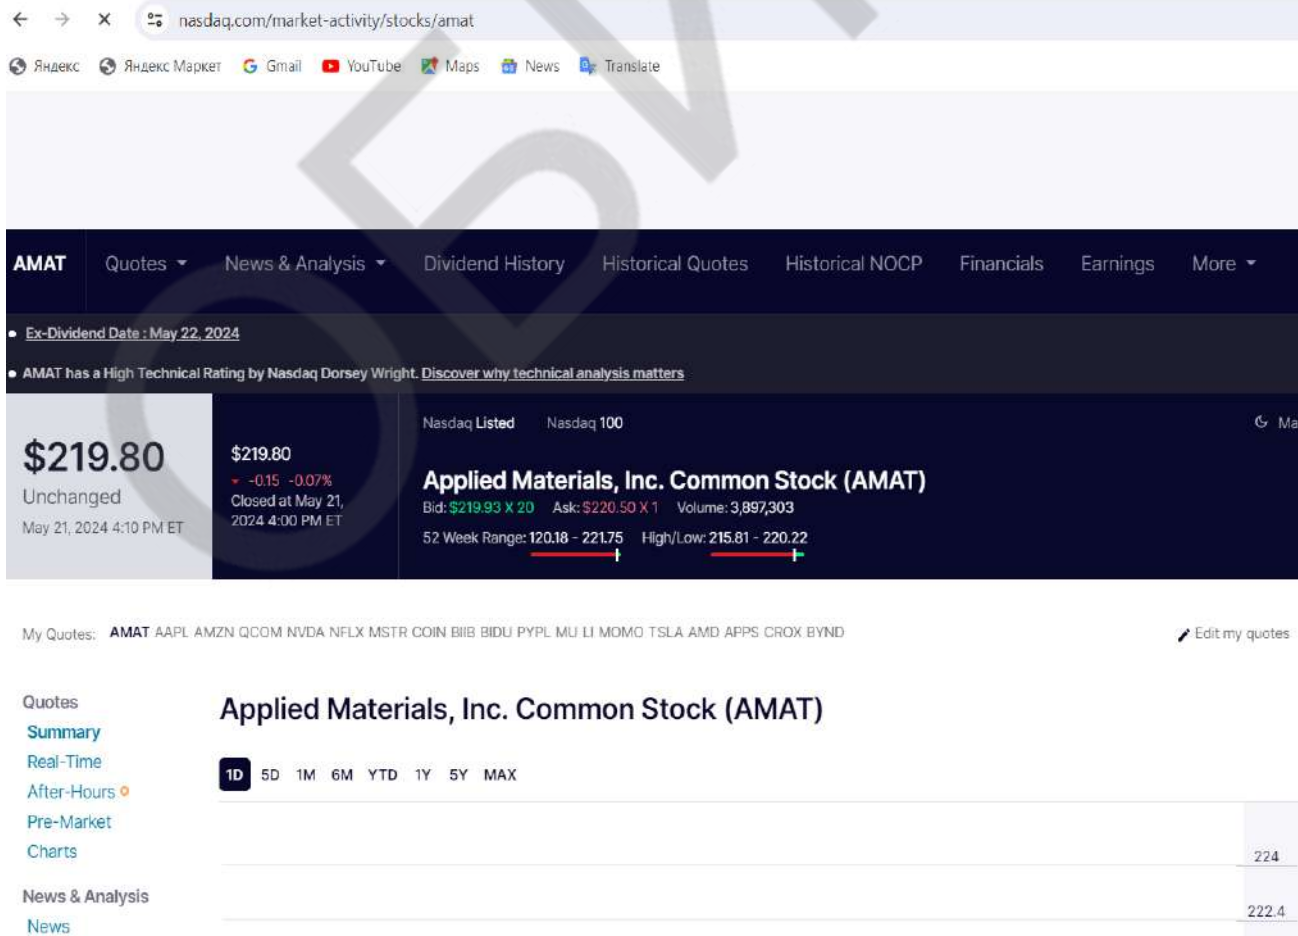 nasdaq.com/market-activity/stocks/amat
Яндекс Яндекс Маркет Gmail YouTube Maps News Translate
AMAT Quotes News & Analysis Dividend History Historical Quotes Historical NOCP Financials Earnings More
Ex-Dividend Date : May 22, 2024
AMAT has a High Technical Rating by Nasdaq Dorsey Wright. Discover why technical analysis matters
$219.80
Unchanged
May 21, 2024 4:10 PM ET
$219.80
-0.15 -0.07%
Closed at May 21,
2024 4:00 PM ET
Nasdaq Listed Nasdaq 100
Ma
Applied Materials, Inc. Common Stock (AMAT)
Bid: $219.93 X 20 Ask: $220.50 X 1 Volume: 3,897,303
52 Week Range: 120.18 - 221.75 High/Low: 215.81 - 220.22
My Quotes: AMAT AAPL AMZN QCOM NVDA NFLX MSTR COIN BIIB BIDU PYPL MU LI MOMO TSLA AMD APPS CROX BYND
Edit my quotes
Quotes
Summary
Real-Time
After-Hours
Pre-Market
Charts
News & Analysis
News
Applied Materials, Inc. Common Stock (AMAT)
1D 5D 1M 6M YTD 1Y 5Y MAX
224
222.4